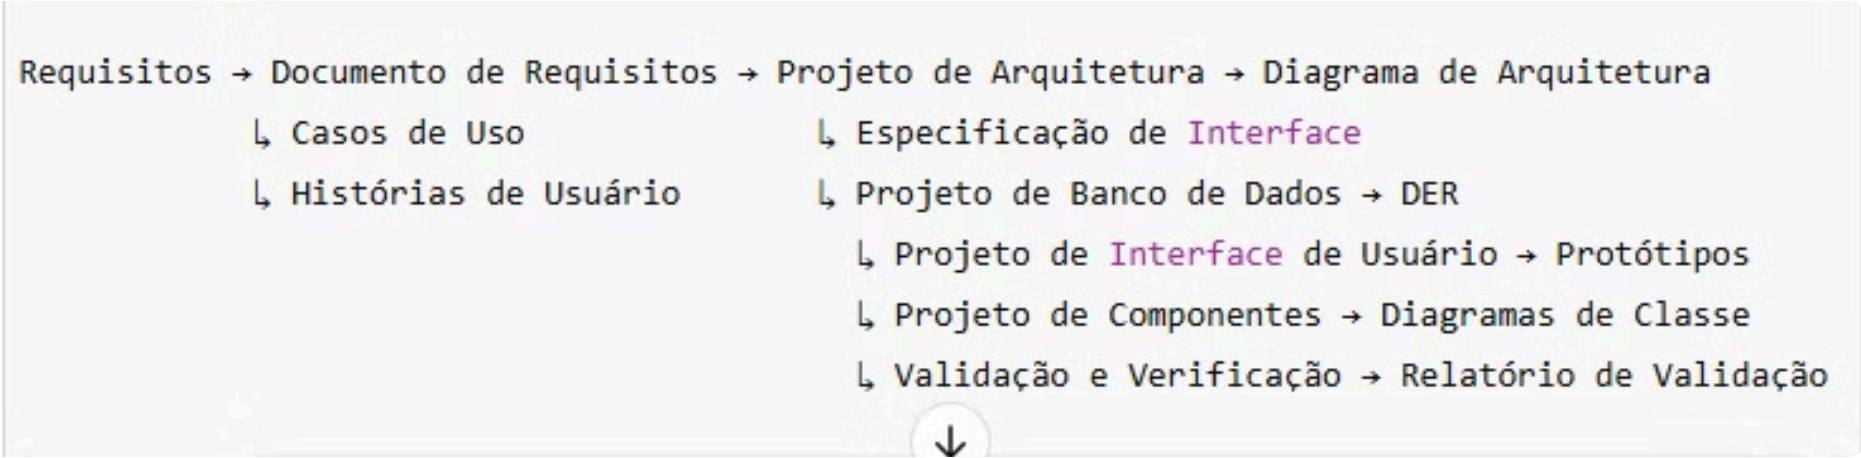 Requisitos → Documento de Requisitos → Projeto de Arquitetura → Diagrama de Arquitetura
↳ Casos de Uso ↳ Especificação de Interface
↳ Histórias de Usuário ↳ Projeto de Banco de Dados → DER
↳ Projeto de Interface de Usuário → Protótipos
↳ Projeto de Componentes → Diagramas de Classe
↳ Validação e Verificação → Relatório de Validação